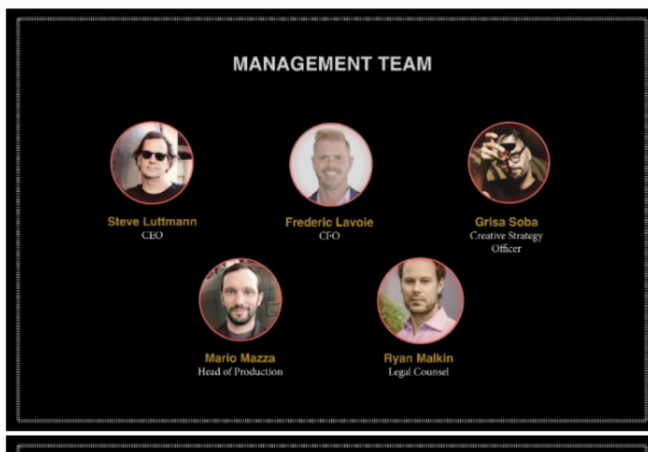 MANAGEMENT TEAM
Steve Luttmann
CEO
Frederic Lavoie
CFO
Grisa Soba
Creative Strategy
Officer
Mario Mazza
Head of Production
Ryan Malkin
Legal Counsel